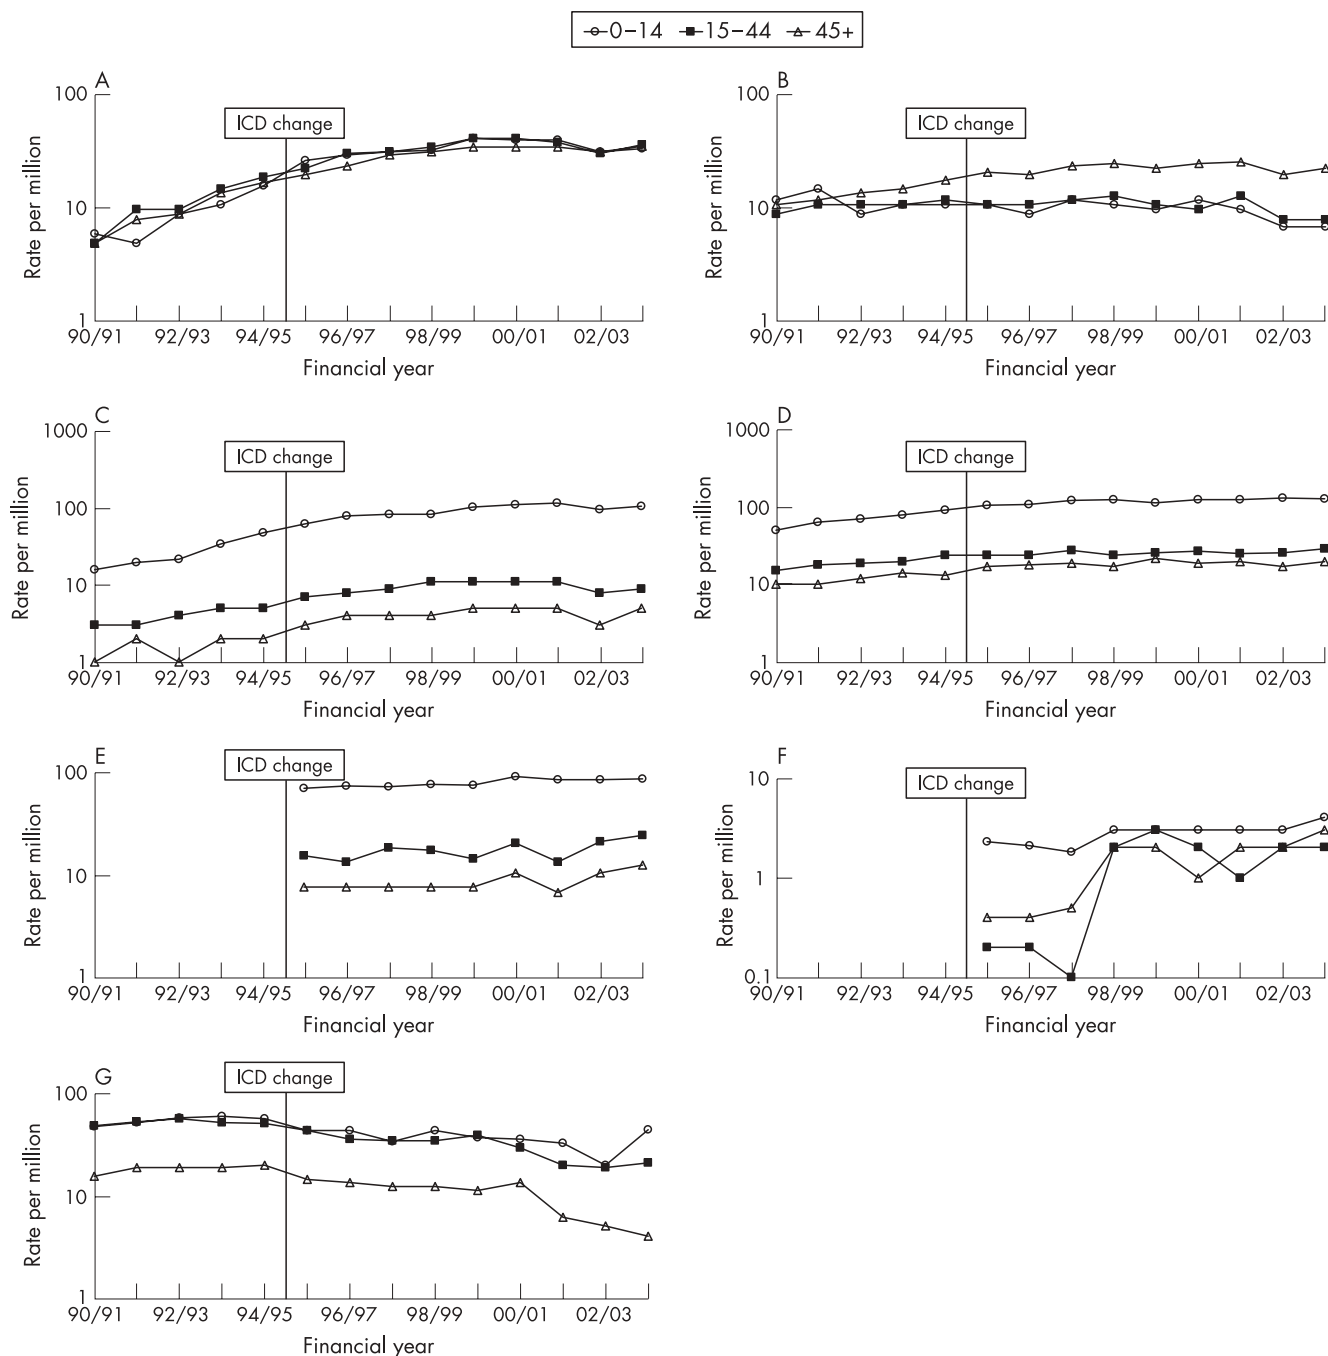 0–14 15–44 45+
A
100
10
1
Rate per million
ICD change
90/91 92/93 94/95 96/97 98/99 00/01 02/03
Financial year
B
100
10
1
Rate per million
ICD change
90/91 92/93 94/95 96/97 98/99 00/01 02/03
Financial year
C
1000
100
10
1
Rate per million
ICD change
90/91 92/93 94/95 96/97 98/99 00/01 02/03
Financial year
D
1000
100
10
1
Rate per million
ICD change
90/91 92/93 94/95 96/97 98/99 00/01 02/03
Financial year
E
100
10
1
Rate per million
ICD change
90/91 92/93 94/95 96/97 98/99 00/01 02/03
Financial year
F
10
1
0.1
Rate per million
ICD change
90/91 92/93 94/95 96/97 98/99 00/01 02/03
Financial year
G
100
10
1
Rate per million
ICD change
90/91 92/93 94/95 96/97 98/99 00/01 02/03
Financial year